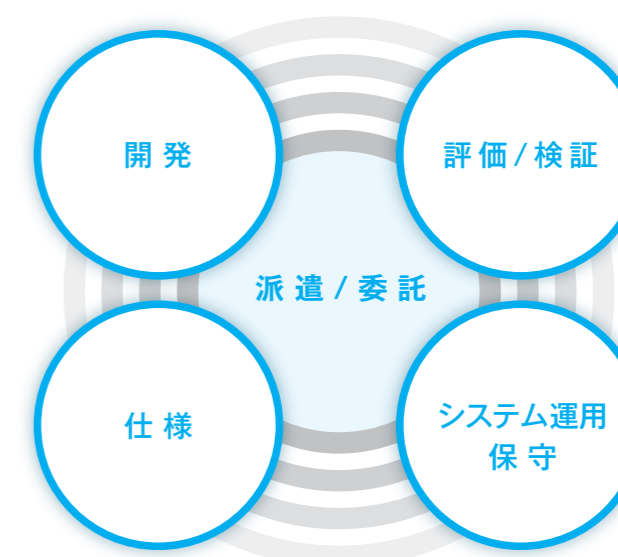 開発
評価/検証
派遣/委託
仕様
システム運用
保守